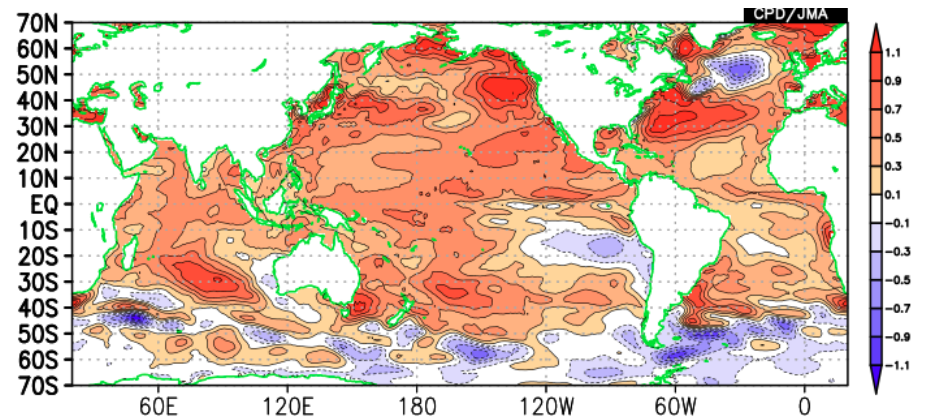 CPD/JMA
70N
60N
50N
40N
30N
20N
10N
EQ
10S
20S
30S
40S
50S
60S
70S
60E 120E 180 120W 60W 0
1.1
0.9
0.7
0.5
0.3
0.1
-0.1
-0.3
-0.5
-0.7
-0.9
-1.1